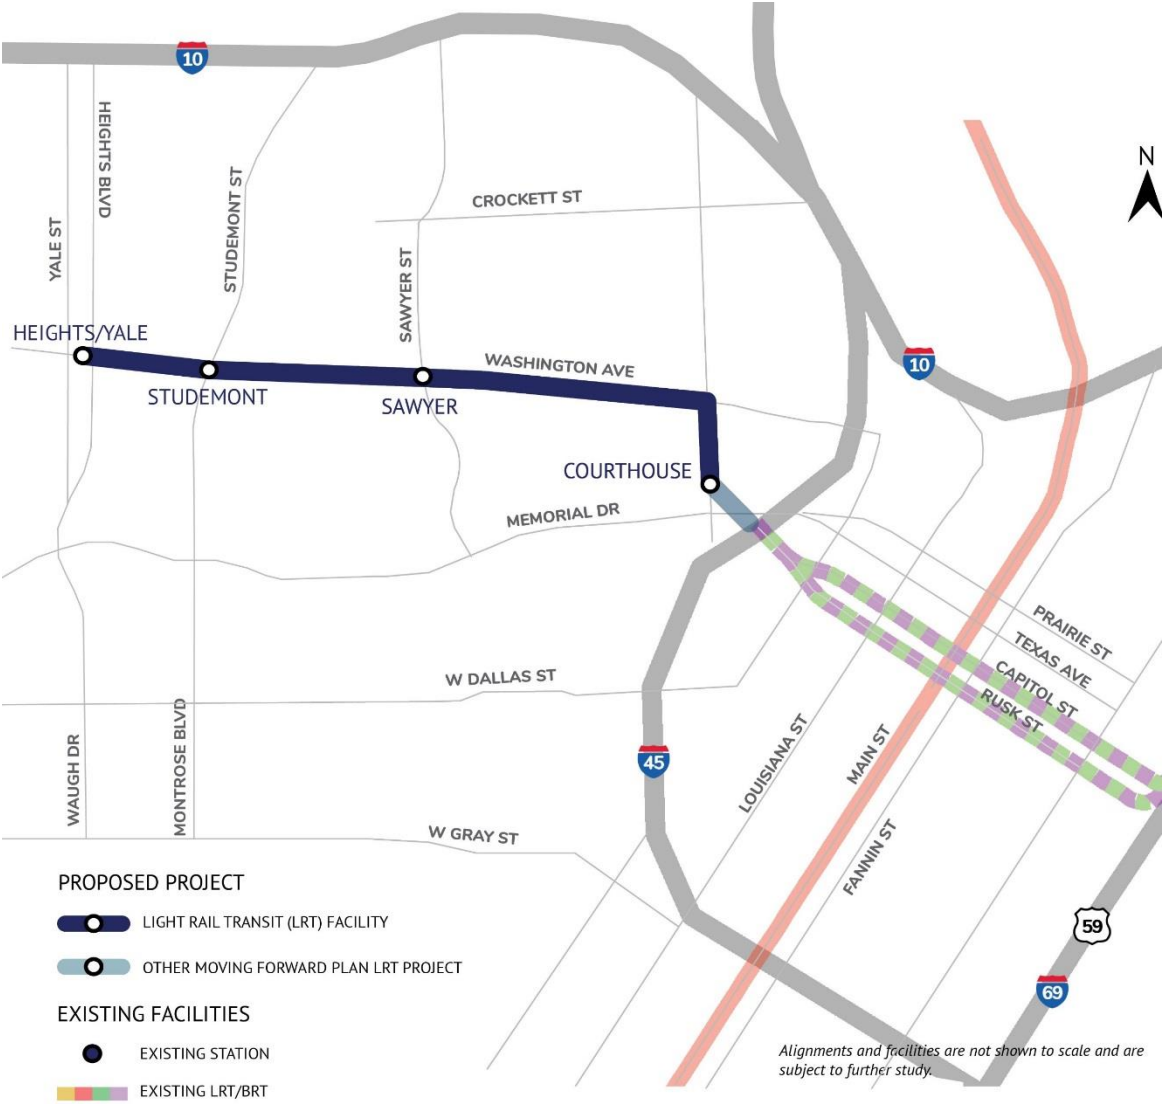 10
N
HEIGHTS BLVD
YALE ST
STUDEMONT ST
CROCKETT ST
SAWYER ST
HEIGHTS/YALE
WASHINGTON AVE
10
STUDEMONT
SAWYER
COURTHOUSE
MEMORIAL DR
PRAIRIE ST
TEXAS AVE
CAPITOL ST
RUSK ST
W DALLAS ST
WAUGH DR
MONTROSE BLVD
45
LOUISIANA ST
MAIN ST
FANNIN ST
W GRAY ST
59
69
PROPOSED PROJECT
LIGHT RAIL TRANSIT (LRT) FACILITY
OTHER MOVING FORWARD PLAN LRT PROJECT
EXISTING FACILITIES
EXISTING STATION
EXISTING LRT/BRT
Alignments and facilities are not shown to scale and are
subject to further study.